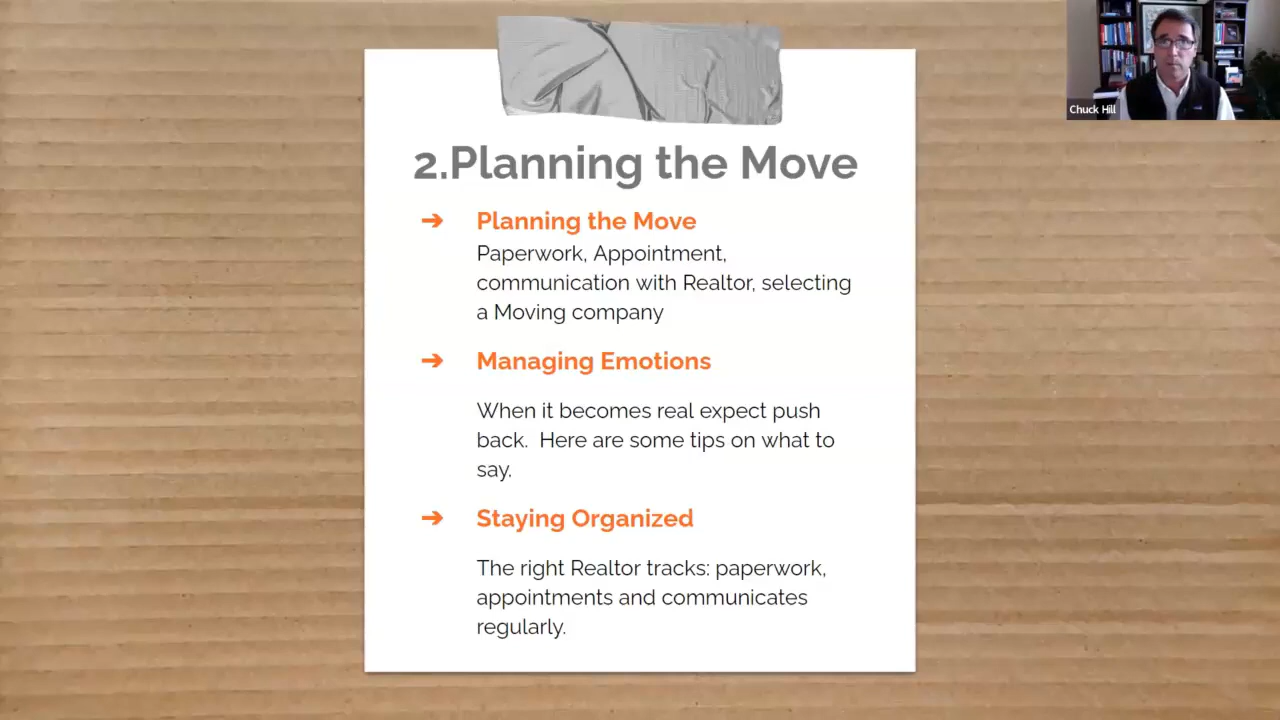 2.Planning the Move
➔ Planning the Move
Paperwork, Appointment,
communication with Realtor, selecting
a Moving company
➔ Managing Emotions
When it becomes real expect push
back.  Here are some tips on what to
say.
➔ Staying Organized
The right Realtor tracks: paperwork,
appointments and communicates
regularly.
Chuck Hill